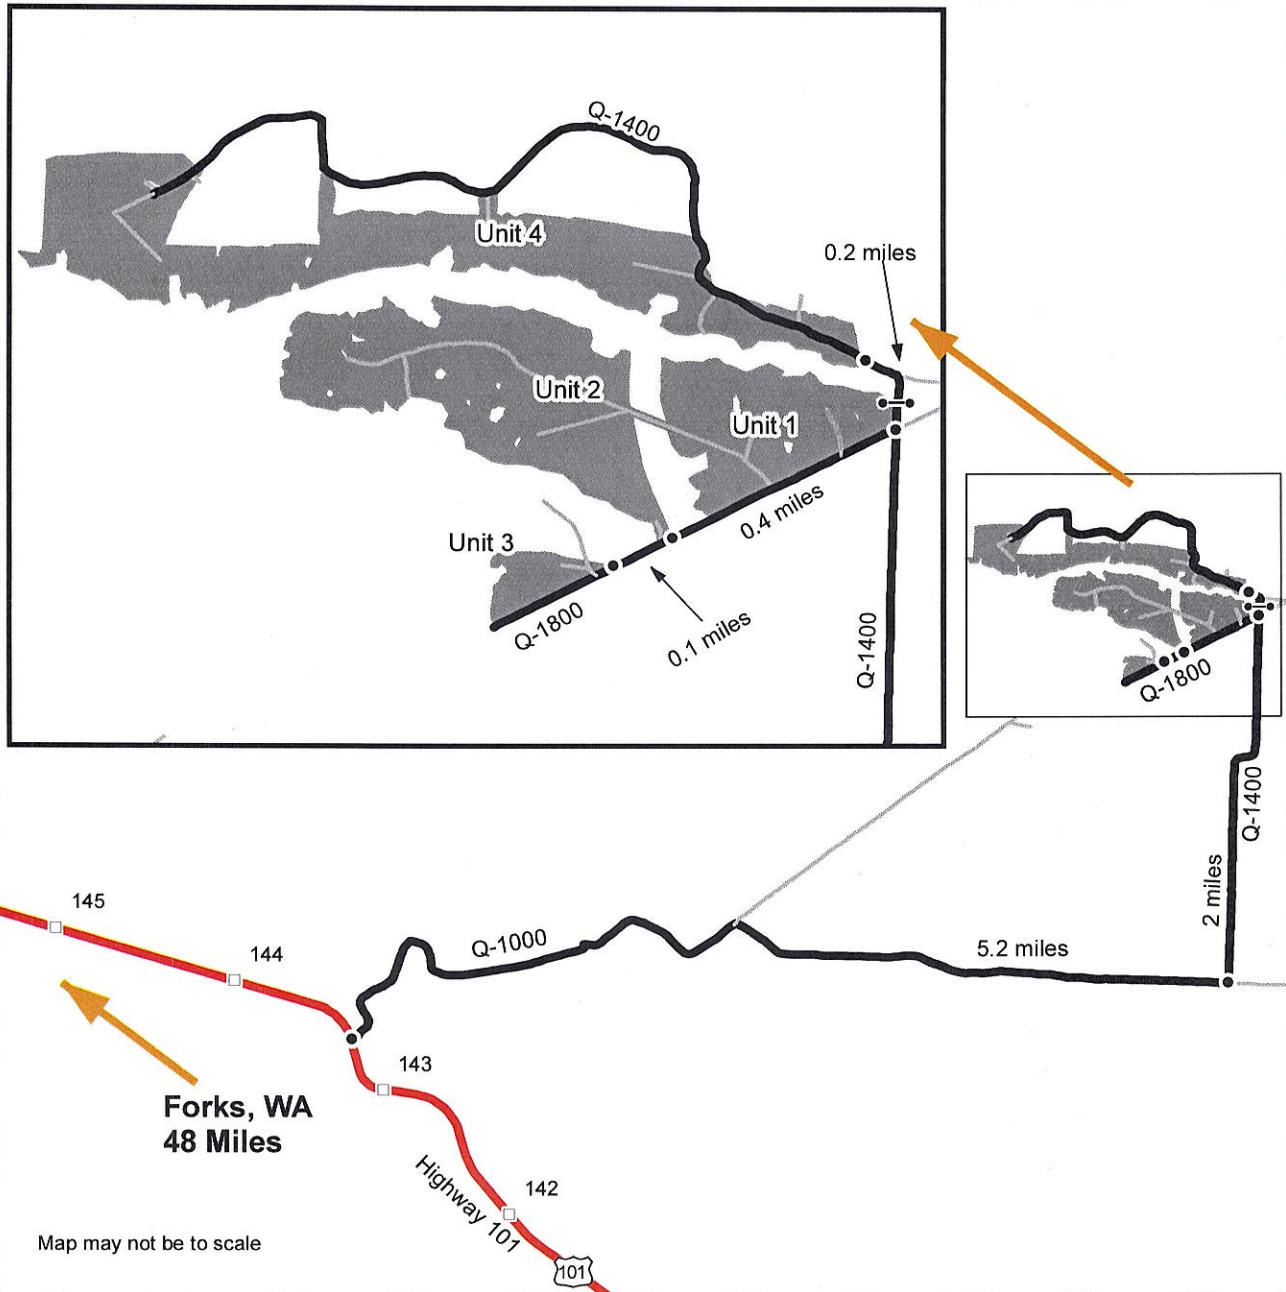 Q-1400
Unit 4
0.2 miles
Unit 2
Unit 1
0.4 miles
Unit 3
Q-1800
0.1 miles
Q-1400
Q-1800
Q-1400
2 miles
145
144
Q-1000
5.2 miles
143
Forks, WA
48 Miles
142
Highway 101
101
Map may not be to scale